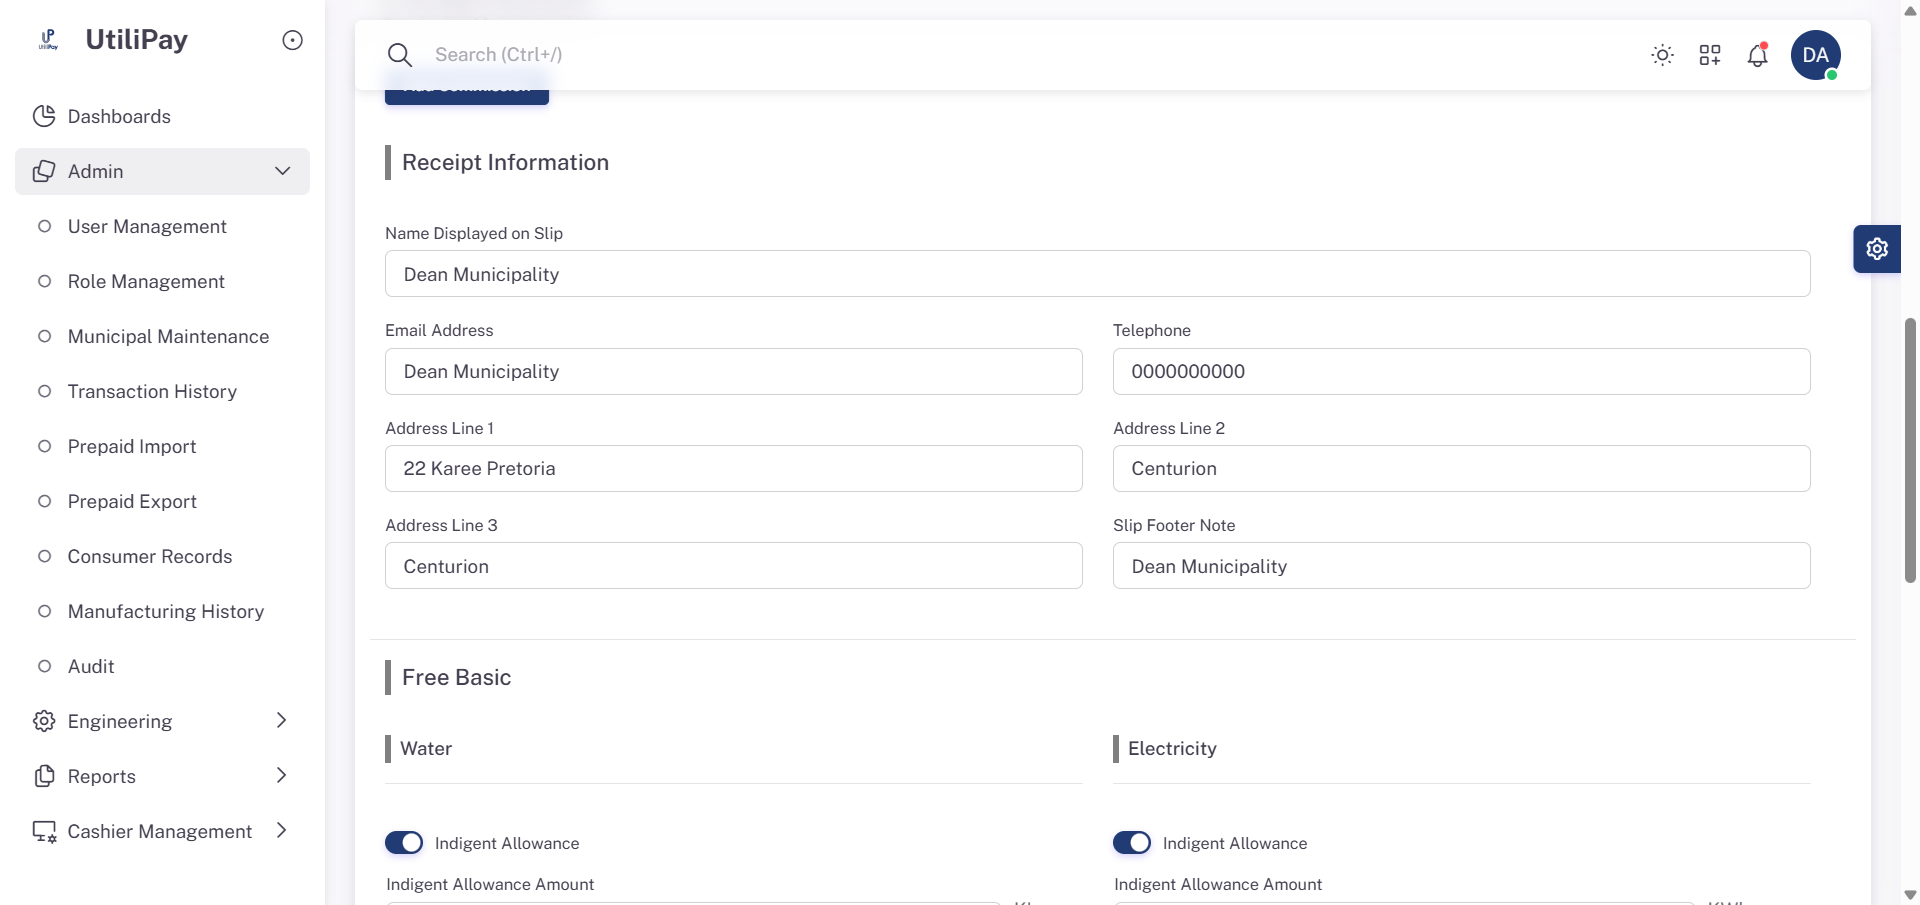 UtiliPay
Search (Ctrl+/)
DA
Dashboards
Admin
User Management
Role Management
Municipal Maintenance
Transaction History
Prepaid Import
Prepaid Export
Consumer Records
Manufacturing History
Audit
Engineering
Reports
Cashier Management
Receipt Information
Name Displayed on Slip
Dean Municipality
Email Address
Telephone
Dean Municipality
0000000000
Address Line 1
Address Line 2
22 Karee Pretoria
Centurion
Address Line 3
Slip Footer Note
Centurion
Dean Municipality
Free Basic
Water
Electricity
Indigent Allowance
Indigent Allowance
Indigent Allowance Amount
Indigent Allowance Amount